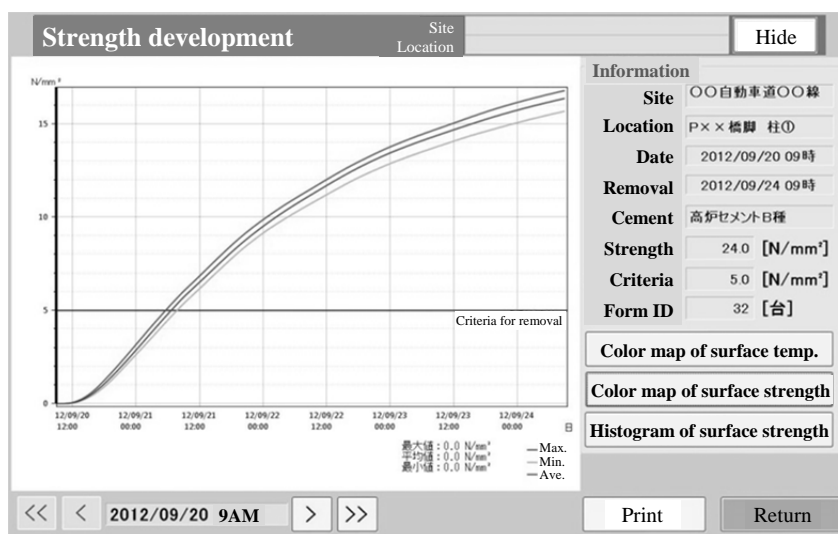 Strength development
Site
Location
Hide
N/mm²
15
10
5
0
Criteria for removal
12/09/20 12:00
12/09/21 00:00
12/09/21 12:00
12/09/22 00:00
12/09/22 12:00
12/09/23 00:00
12/09/23 12:00
12/09/24 00:00
日
最大値：0.0 N/mm²
平均値：0.0 N/mm²
最小値：0.0 N/mm²
Max.
Min.
Ave.
Information
Site ○○自動車道○○線
Location P××橋脚 柱①
Date 2012/09/20 09時
Removal 2012/09/24 09時
Cement 高炉セメントB種
Strength 24.0 [N/mm²]
Criteria 5.0 [N/mm²]
Form ID 32 [台]
Color map of surface temp.
Color map of surface strength
Histogram of surface strength
<< < 2012/09/20 9AM > >>
Print
Return